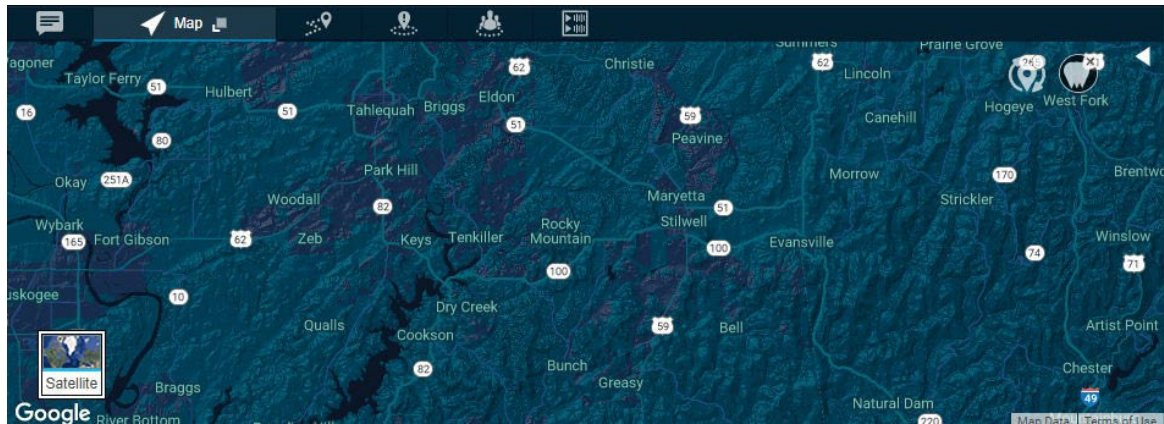 Map
Summers
Prairie Grove
Wagoner
Taylor Ferry
51
Hulbert
51
62
Christie
62
Lincoln
265
16
Tahlequah
Briggs
Eldon
51
59
Peavine
Canehill
Hogeye
West Fork
80
Okay
251A
Park Hill
Morrow
170
Brentwo
Woodall
82
Maryetta
51
Strickler
Wybark
165
Fort Gibson
62
Zeb
Keys
Tenkiller
Rocky
Mountain
Stilwell
100
Evansville
Winslow
74
71
100
uskogee
10
Dry Creek
Qualls
Cookson
59
Bell
Artist Point
82
Bunch
Greasy
Chester
Satellite
Braggs
49
Natural Dam
Google
River Bottom
220
Map Data
Terms of Use